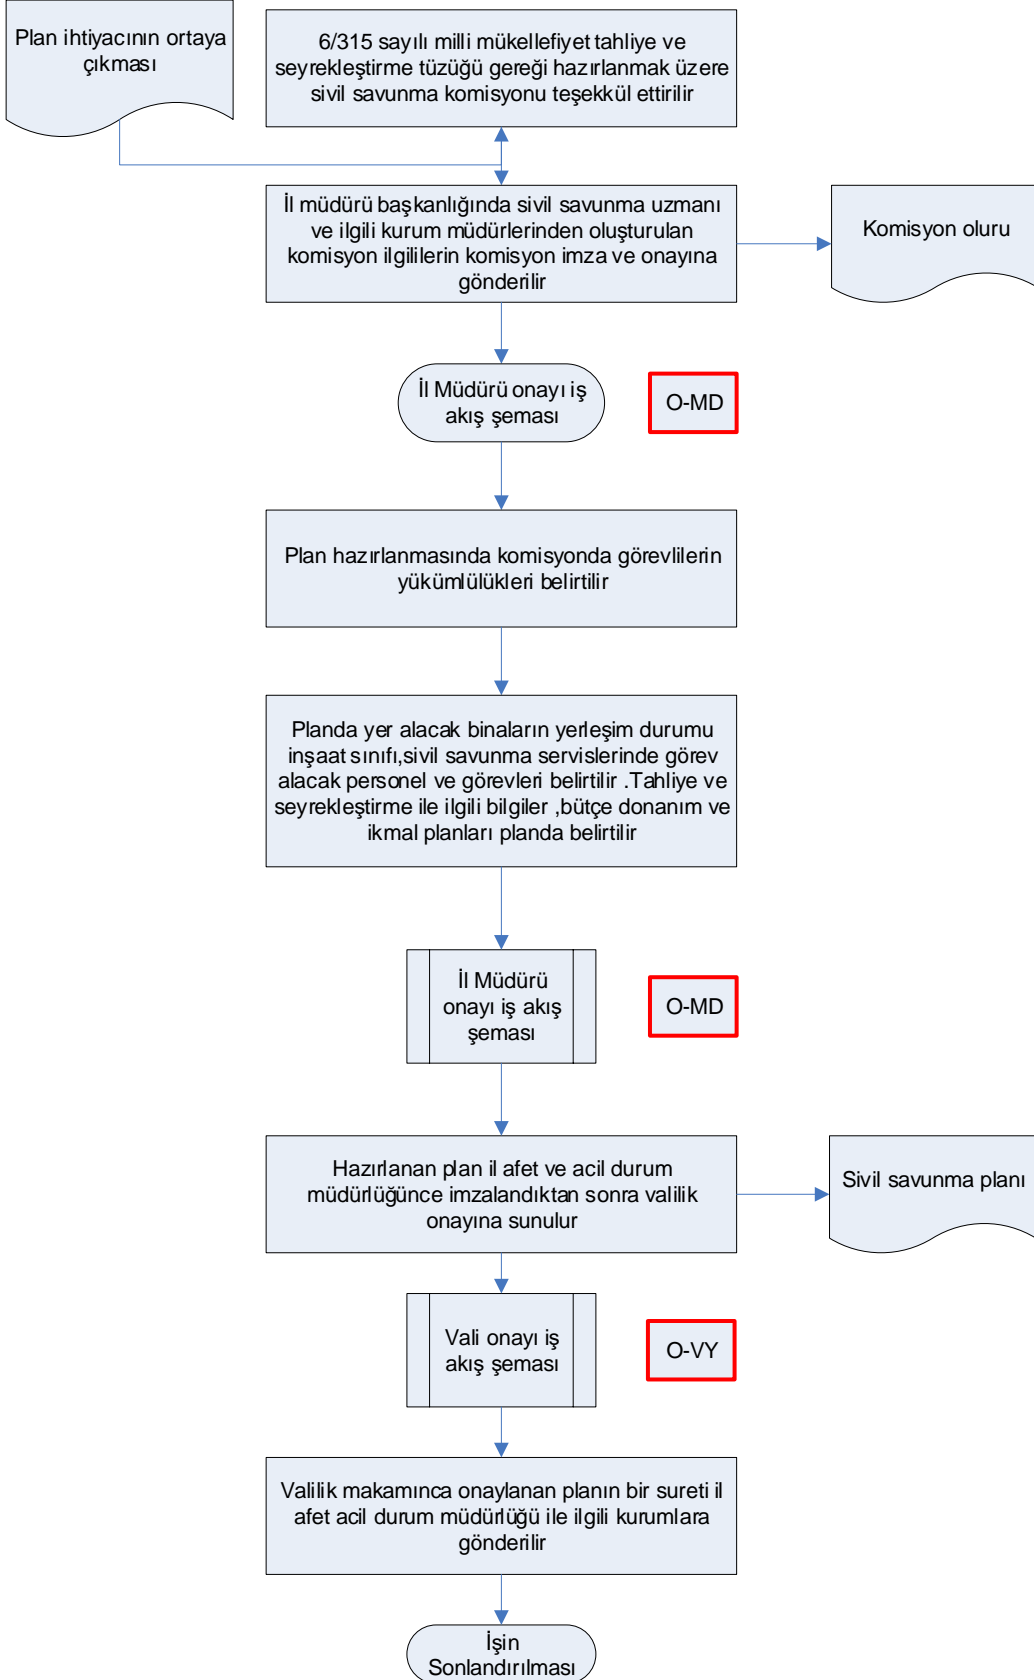 Plan ihtiyacının ortaya
çıkması
6/315 sayılı milli mükellefiyet tahliye ve
seyrekleştirme tüzüğü gereği hazırlanmak üzere
sivil savunma komisyonu teşekkül ettirilir
İl müdürü başkanlığında sivil savunma uzmanı
ve ilgili kurum müdürlerinden oluşturulan
komisyon ilgililerin komisyon imza ve onayına
gönderilir
Komisyon oluru
İl Müdürü onayı iş
akış şeması
O-MD
Plan hazırlanmasında komisyonda görevlilerin
yükümlülükleri belirtilir
Planda yer alacak binaların yerleşim durumu
inşaat sınıfı,sivil savunma servislerinde görev
alacak personel ve görevleri belirtilir .Tahliye ve
seyrekleştirme ile ilgili bilgiler ,bütçe donanım ve
ikmal planları planda belirtilir
İl Müdürü
onayı iş akış
şeması
O-MD
Hazırlanan plan il afet ve acil durum
müdürlüğünce imzalandıktan sonra valilik
onayına sunulur
Sivil savunma planı
Vali onayı iş
akış şeması
O-VY
Valilik makamınca onaylanan planın bir sureti il
afet acil durum müdürlüğü ile ilgili kurumlara
gönderilir
İşin
Sonlandırılması